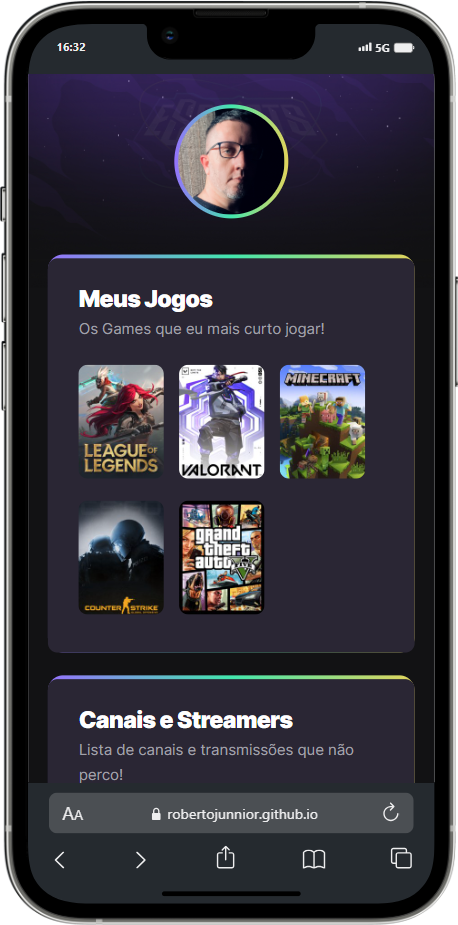 16:32
5G
ESPORTS
Meus Jogos
Os Games que eu mais curto jogar!
LEAGUE OF
LEGENDS
VALORANT
MINECRAFT
COUNTER STRIKE
grand
theft
auto
V
Canais e Streamers
Lista de canais e transmissões que não
perco!
AA
robertojunnior.github.io